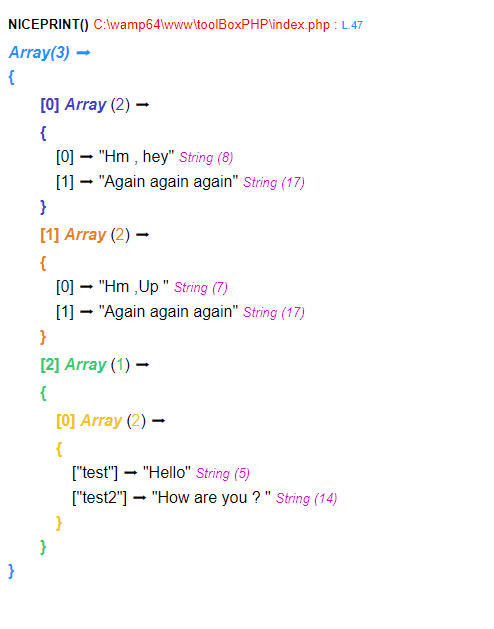 NICEPRINT() C:\wamp64\www\toolBoxPHP\index.php : L.47
Array(3) ➞
{
[0] Array (2) ➞
{
[0] ➞ "Hm , hey" String (8)
[1] ➞ "Again again again" String (17)
}
[1] Array (2) ➞
{
[0] ➞ "Hm ,Up " String (7)
[1] ➞ "Again again again" String (17)
}
[2] Array (1) ➞
{
[0] Array (2) ➞
{
["test"] ➞ "Hello" String (5)
["test2"] ➞ "How are you ? " String (14)
}
}
}